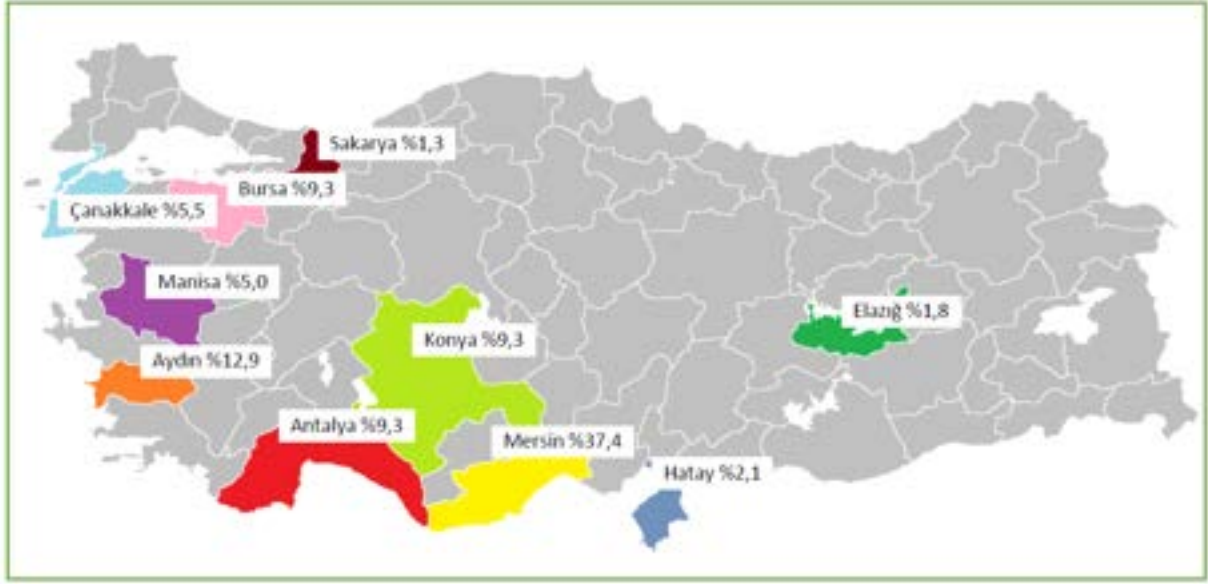 Sakarya %1,3
Bursa %9,3
Çanakkale %5,5
Manisa %5,0
Elazığ %1,8
Konya %9,3
Aydın %12,9
Antalya %9,3
Mersin %37,4
Hatay %2,1